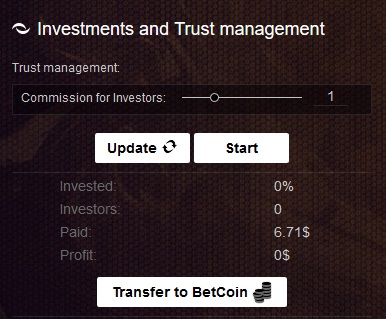 Investments and Trust management
Trust management:
Commission for Investors: 1
Update Start
Invested: 0%
Investors: 0
Paid: 6.71$
Profit: 0$
Transfer to BetCoin